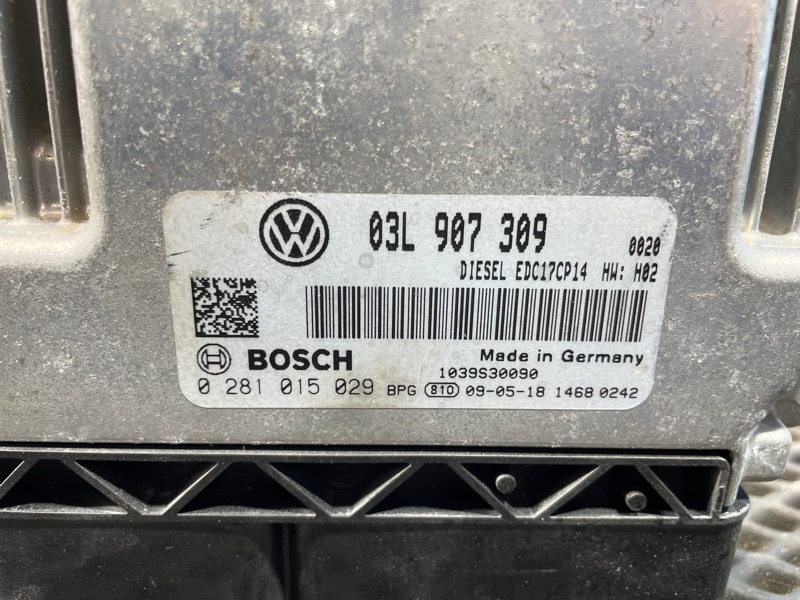 03L 907 309 0020
DIESEL EDC17CP14 HW: H02
BOSCH Made in Germany
1039S30090
0 281 015 029 BPG 810 09-05-18 1468 0242